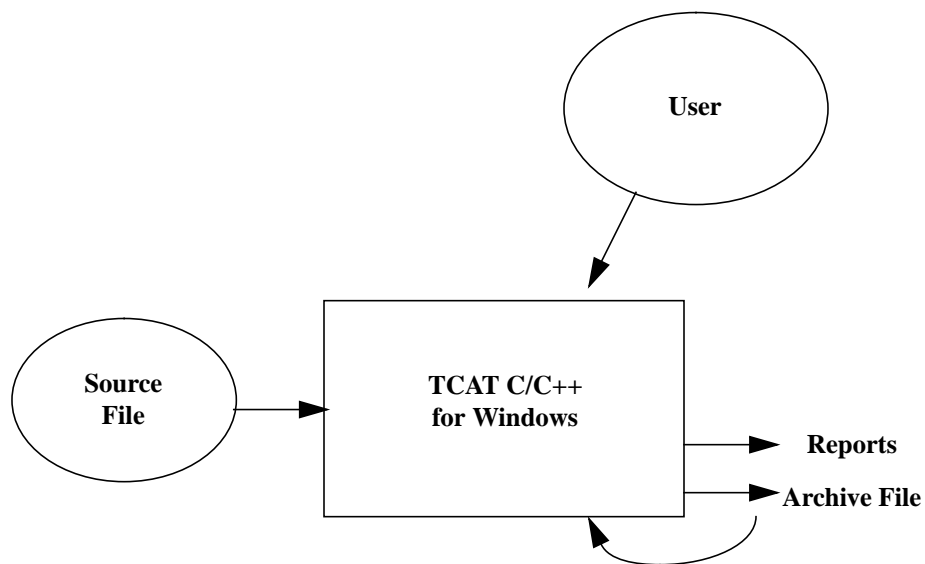 User
Source
File
TCAT C/C++
for Windows
Reports
Archive File